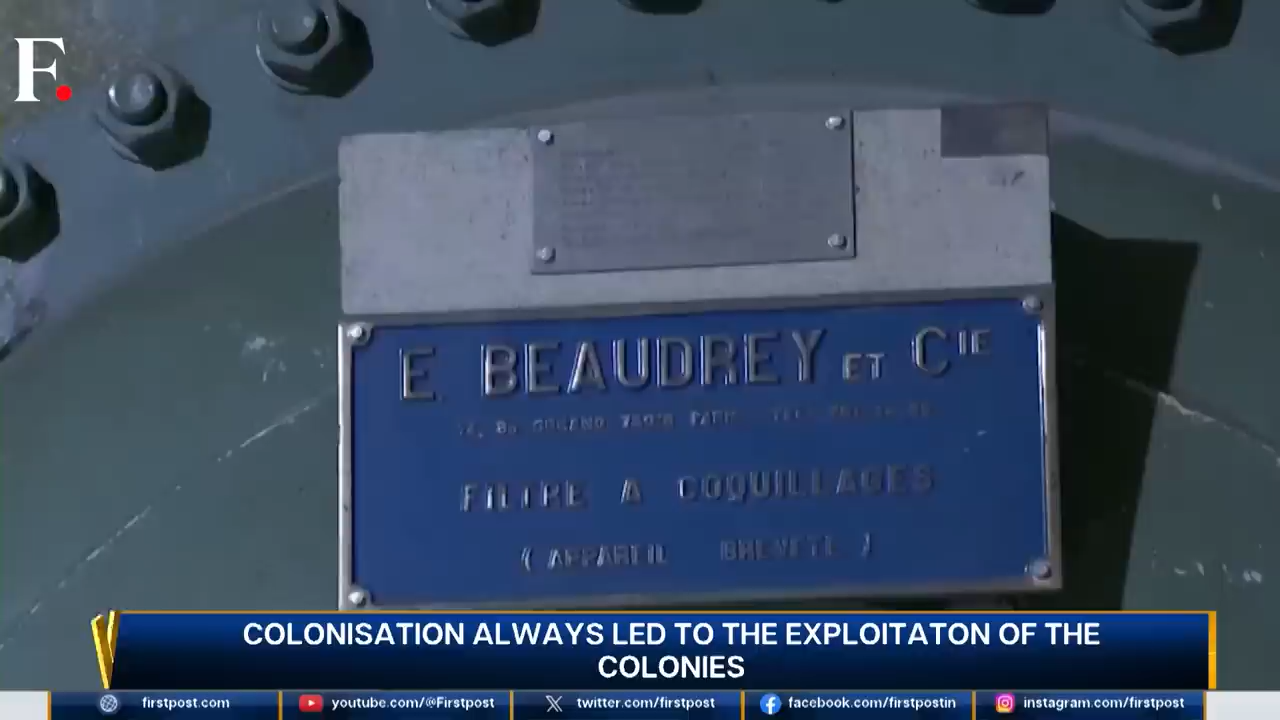 F.
E. BEAUDREY ET CIE
FILTRE A COQUILLAGES
( APPAREIL BREVETE )
COLONISATION ALWAYS LED TO THE EXPLOITATON OF THE
COLONIES
firstpost.com
youtube.com/@Firstpost
twitter.com/firstpost
facebook.com/firstpostin
instagram.com/firstpost